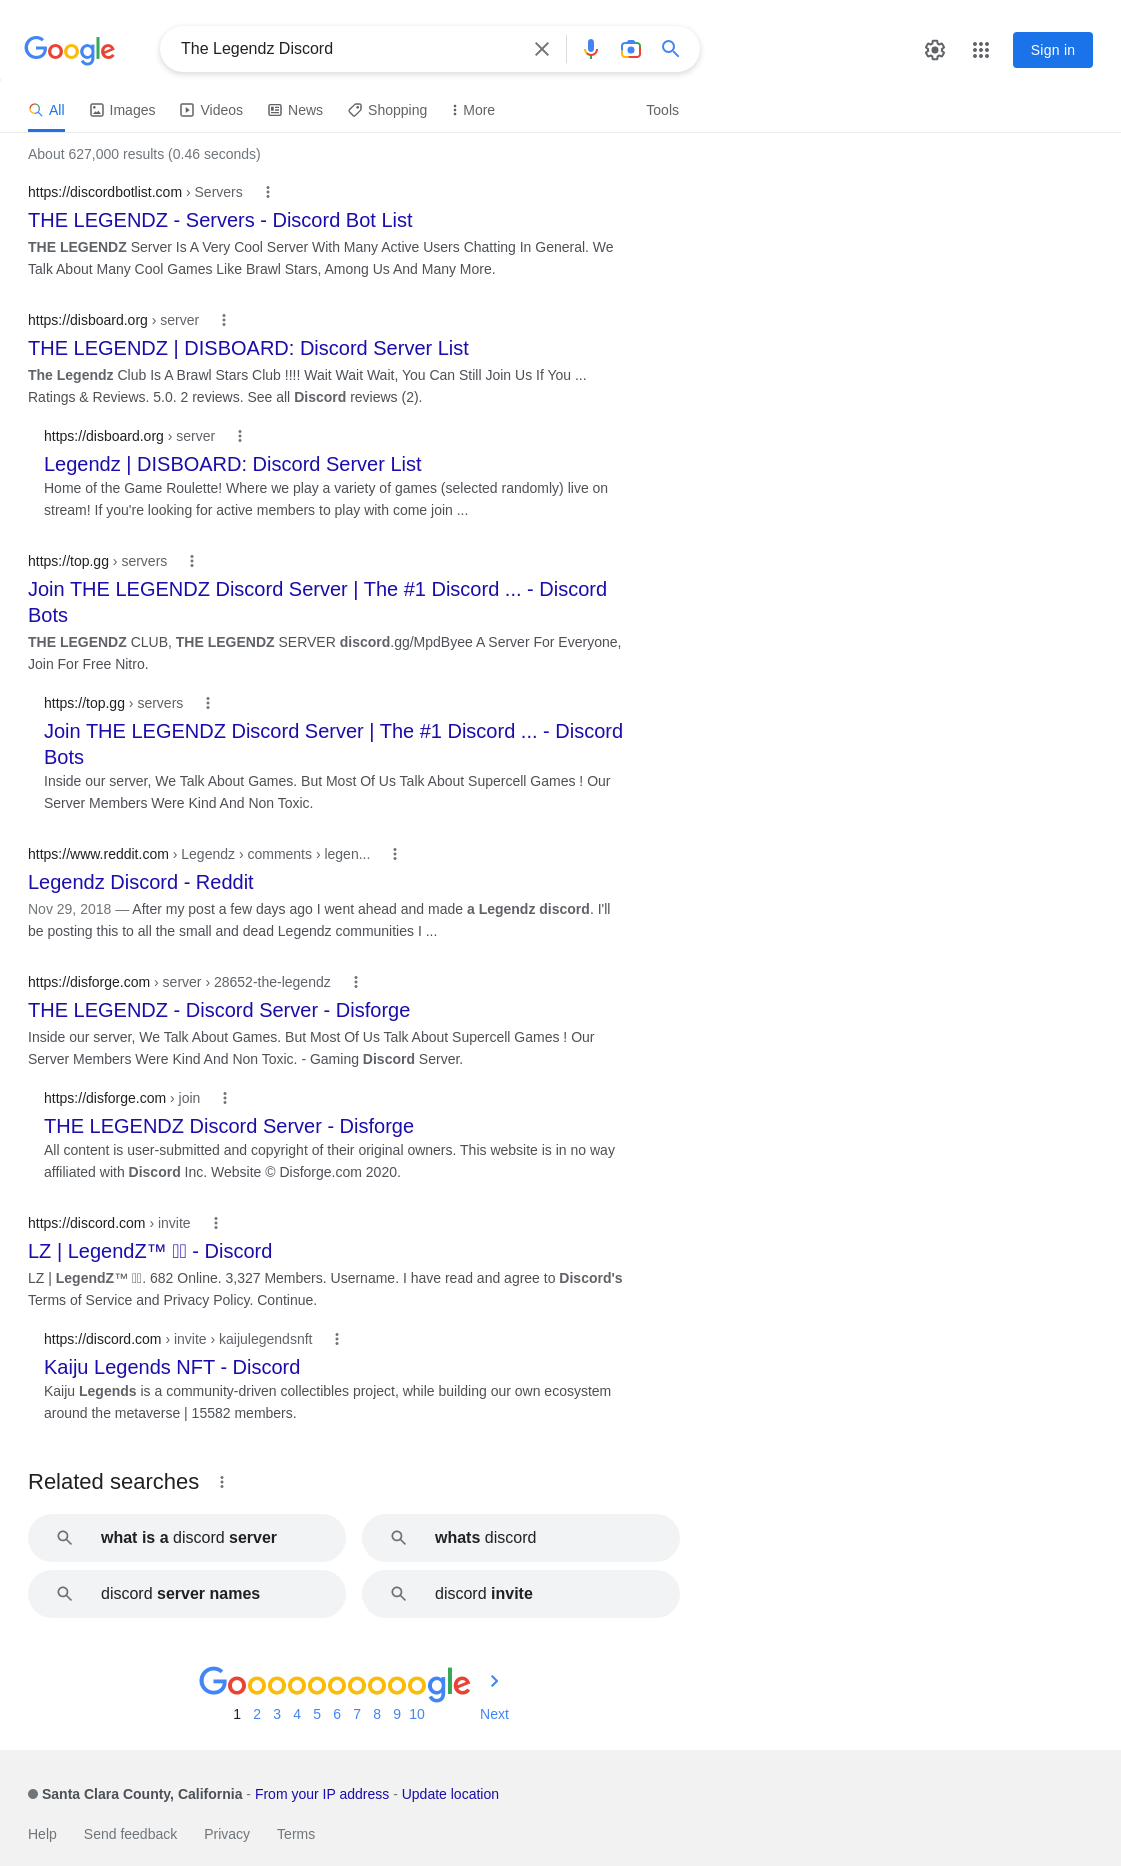 Google
The Legendz Discord
Sign in
All Images Videos News Shopping More Tools
About 627,000 results (0.46 seconds)
https://discordbotlist.com › Servers
THE LEGENDZ - Servers - Discord Bot List
THE LEGENDZ Server Is A Very Cool Server With Many Active Users Chatting In General. We
Talk About Many Cool Games Like Brawl Stars, Among Us And Many More.
https://disboard.org › server
THE LEGENDZ | DISBOARD: Discord Server List
The Legendz Club Is A Brawl Stars Club !!!! Wait Wait Wait, You Can Still Join Us If You ...
Ratings & Reviews. 5.0. 2 reviews. See all Discord reviews (2).
https://disboard.org › server
Legendz | DISBOARD: Discord Server List
Home of the Game Roulette! Where we play a variety of games (selected randomly) live on
stream! If you're looking for active members to play with come join ...
https://top.gg › servers
Join THE LEGENDZ Discord Server | The #1 Discord ... - Discord
Bots
THE LEGENDZ CLUB, THE LEGENDZ SERVER discord.gg/MpdByee A Server For Everyone,
Join For Free Nitro.
https://top.gg › servers
Join THE LEGENDZ Discord Server | The #1 Discord ... - Discord
Bots
Inside our server, We Talk About Games. But Most Of Us Talk About Supercell Games ! Our
Server Members Were Kind And Non Toxic.
https://www.reddit.com › Legendz › comments › legen...
Legendz Discord - Reddit
Nov 29, 2018 — After my post a few days ago I went ahead and made a Legendz discord. I'll
be posting this to all the small and dead Legendz communities I ...
https://disforge.com › server › 28652-the-legendz
THE LEGENDZ - Discord Server - Disforge
Inside our server, We Talk About Games. But Most Of Us Talk About Supercell Games ! Our
Server Members Were Kind And Non Toxic. - Gaming Discord Server.
https://disforge.com › join
THE LEGENDZ Discord Server - Disforge
All content is user-submitted and copyright of their original owners. This website is in no way
affiliated with Discord Inc. Website © Disforge.com 2020.
https://discord.com › invite
LZ | LegendZ™ - Discord
LZ | LegendZ™ . 682 Online. 3,327 Members. Username. I have read and agree to Discord's
Terms of Service and Privacy Policy. Continue.
https://discord.com › invite › kaijulegendsnft
Kaiju Legends NFT - Discord
Kaiju Legends is a community-driven collectibles project, while building our own ecosystem
around the metaverse | 15582 members.
Related searches
what is a discord server
whats discord
discord server names
discord invite
Goooooooooogle
1 2 3 4 5 6 7 8 9 10 Next
Santa Clara County, California - From your IP address - Update location
Help Send feedback Privacy Terms